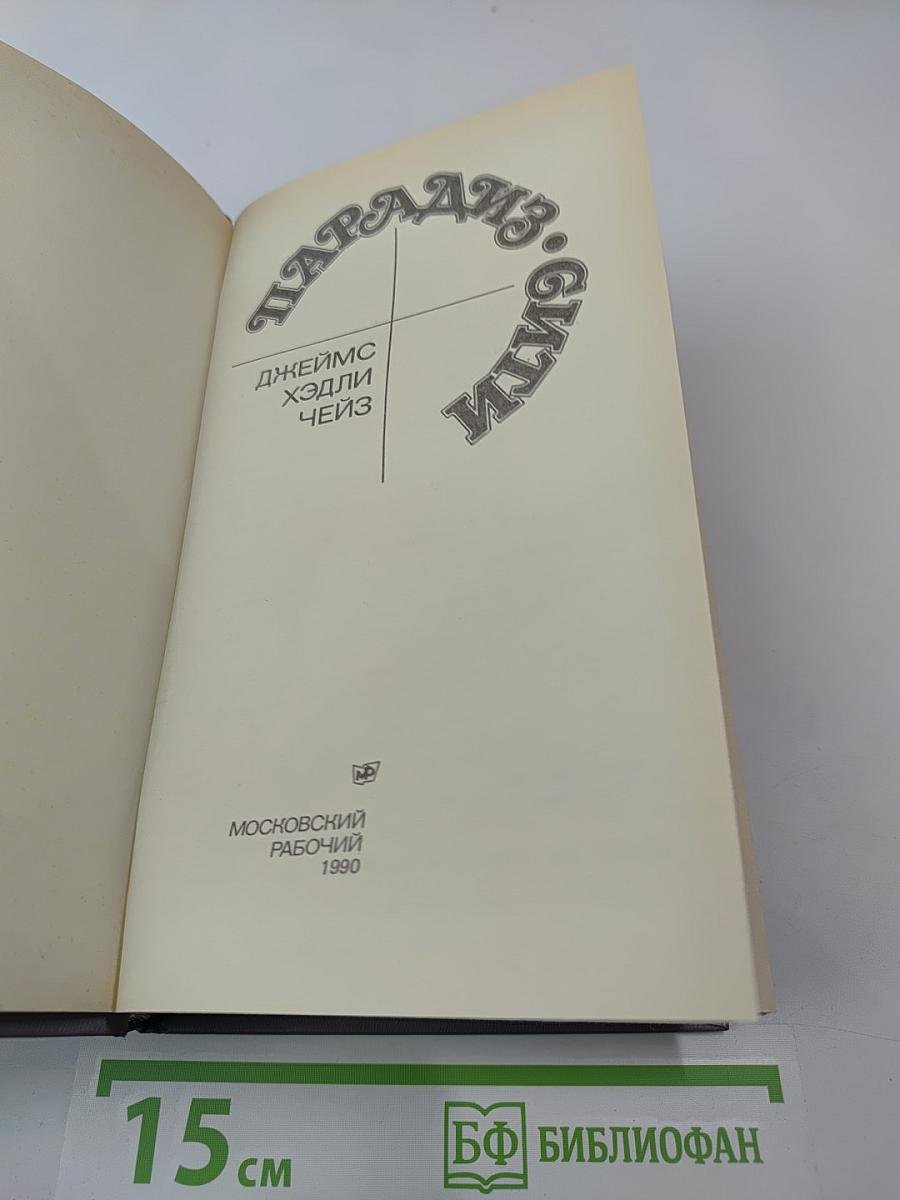 ПАРАДИЗ·СИТИ
ДЖЕЙМС
ХЭДЛИ
ЧЕЙЗ
МР
МОСКОВСКИЙ
РАБОЧИЙ
1990
15 см
БФ БИБЛИОФАН